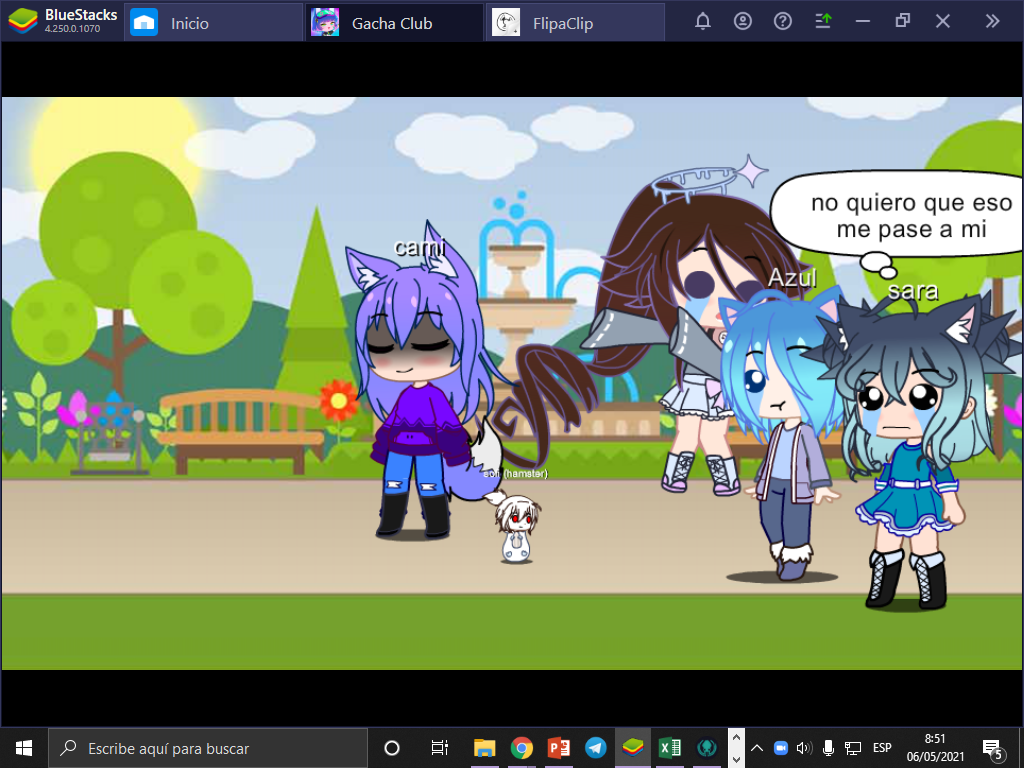 BlueStacks
4.250.0.1070
Inicio
Gacha Club
FlipaClip
no quiero que eso
me pase a mi
cami
Azul
sara
(hamster)
Escribe aquí para buscar
ESP
8:51
06/05/2021
5